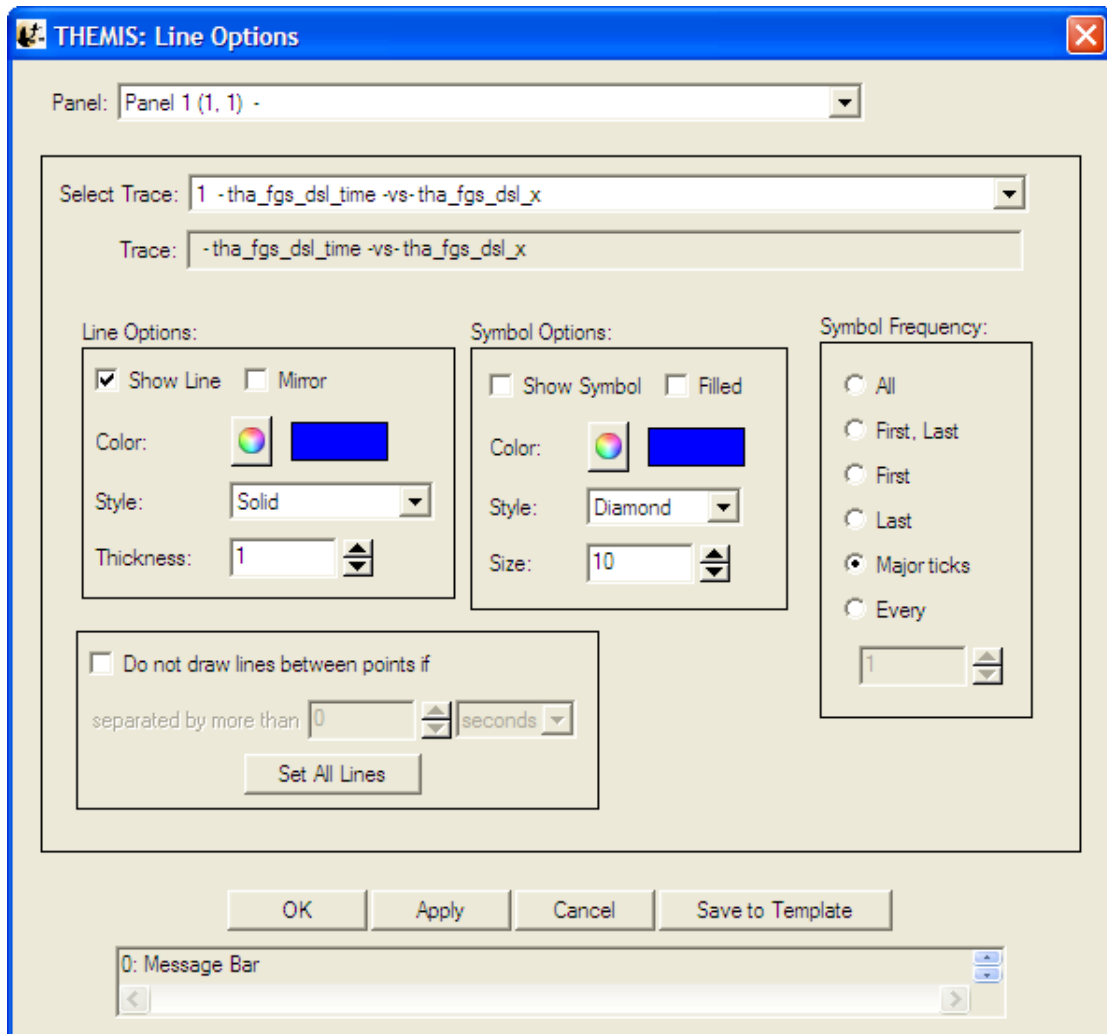 THEMIS: Line Options
Panel: Panel 1 (1, 1) -
Select Trace: 1 - tha_fgs_dsl_time -vs- tha_fgs_dsl_x
Trace: - tha_fgs_dsl_time -vs- tha_fgs_dsl_x
Line Options:
Show Line Mirror
Color:
Style: Solid
Thickness: 1
Symbol Options:
Show Symbol Filled
Color:
Style: Diamond
Size: 10
Symbol Frequency:
All
First, Last
First
Last
Major ticks
Every
1
Do not draw lines between points if
separated by more than 0 seconds
Set All Lines
OK Apply Cancel Save to Template
0: Message Bar